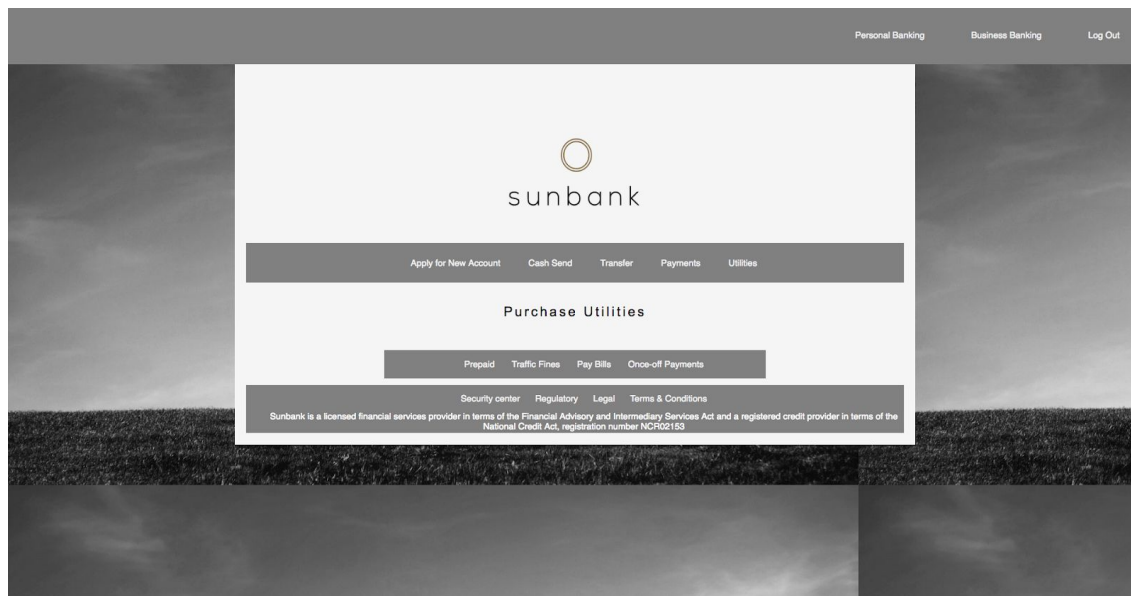 Personal Banking Business Banking Log Out
sunbank
Apply for New Account Cash Send Transfer Payments Utilities
Purchase Utilities
Prepaid Traffic Fines Pay Bills Once-off Payments
Security center Regulatory Legal Terms & Conditions
Sunbank is a licensed financial services provider in terms of the Financial Advisory and Intermediary Services Act and a registered credit provider in terms of the
National Credit Act, registration number NCR02153